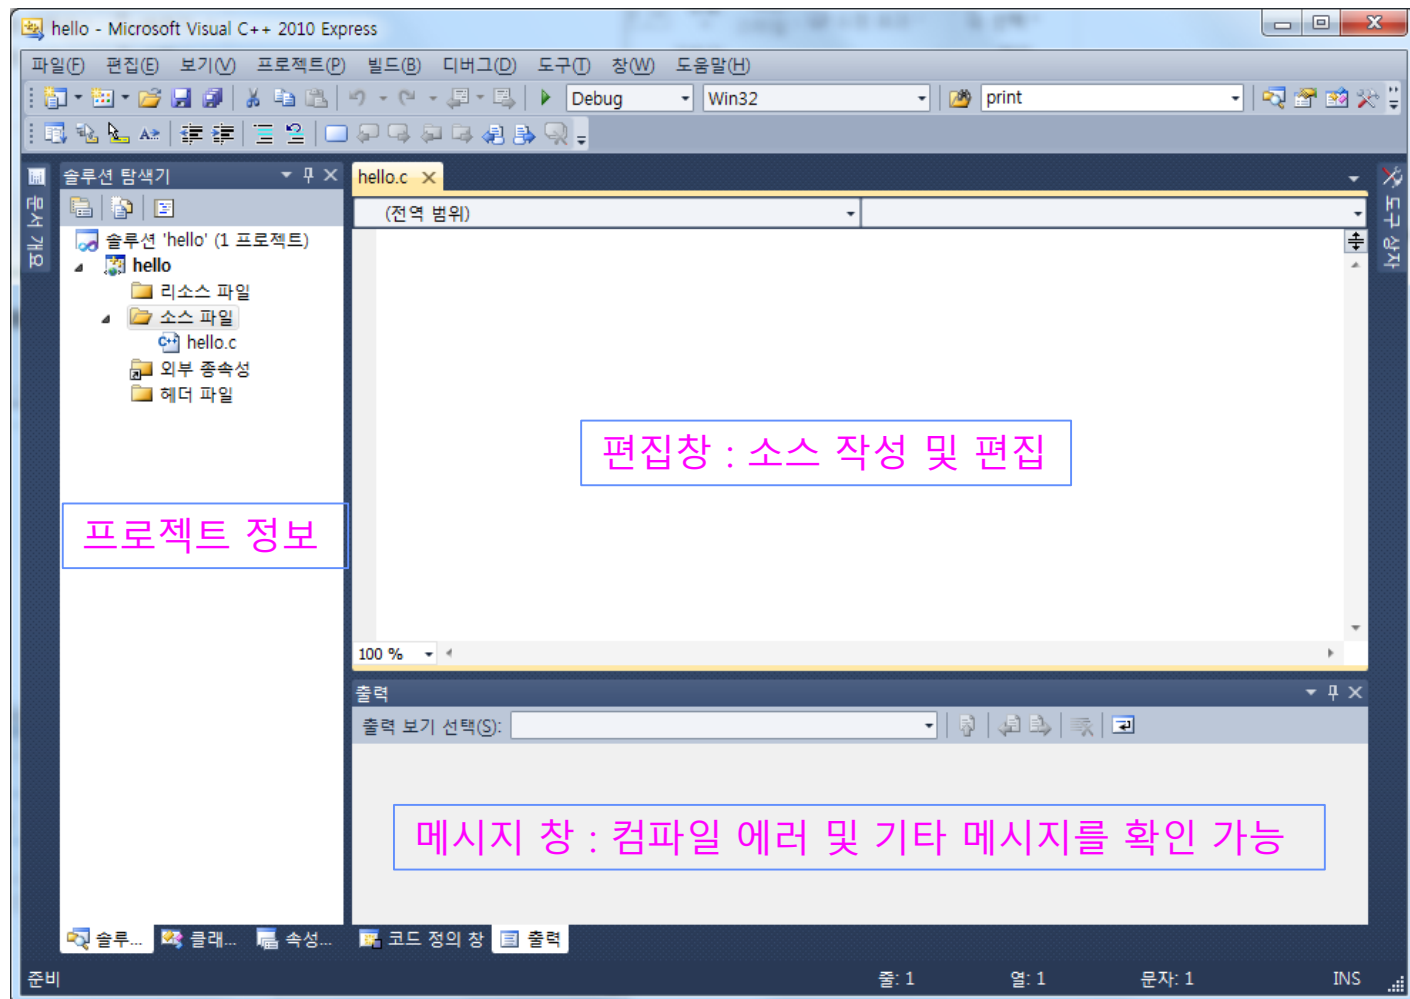 hello - Microsoft Visual C++ 2010 Express
파일(F) 편집(E) 보기(V) 프로젝트(P) 빌드(B) 디버그(D) 도구(T) 창(W) 도움말(H)
Debug Win32 print
문서 개요
솔루션 탐색기
솔루션 'hello' (1 프로젝트)
hello
리소스 파일
소스 파일
hello.c
외부 종속성
헤더 파일
프로젝트 정보
솔루... 클래... 속성...
hello.c
(전역 범위)
편집창 : 소스 작성 및 편집
100 %
출력
출력 보기 선택(S):
메시지 창 : 컴파일 에러 및 기타 메시지를 확인 가능
코드 정의 창 출력
도구 상자
준비 줄: 1 열: 1 문자: 1 INS